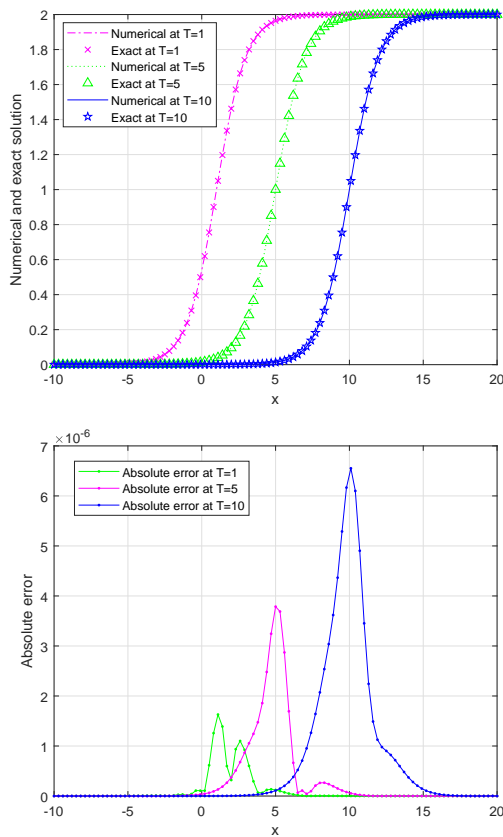 2
1.8
1.6
1.4
1.2
1
0.8
0.6
0.4
0.2
0
Numerical and exact solution
Numerical at T=1
Exact at T=1
Numerical at T=5
Exact at T=5
Numerical at T=10
Exact at T=10
-10 -5 0 5 10 15 20
x
×10-6
7
6
5
4
3
2
1
0
Absolute error
Absolute error at T=1
Absolute error at T=5
Absolute error at T=10
-10 -5 0 5 10 15 20
x